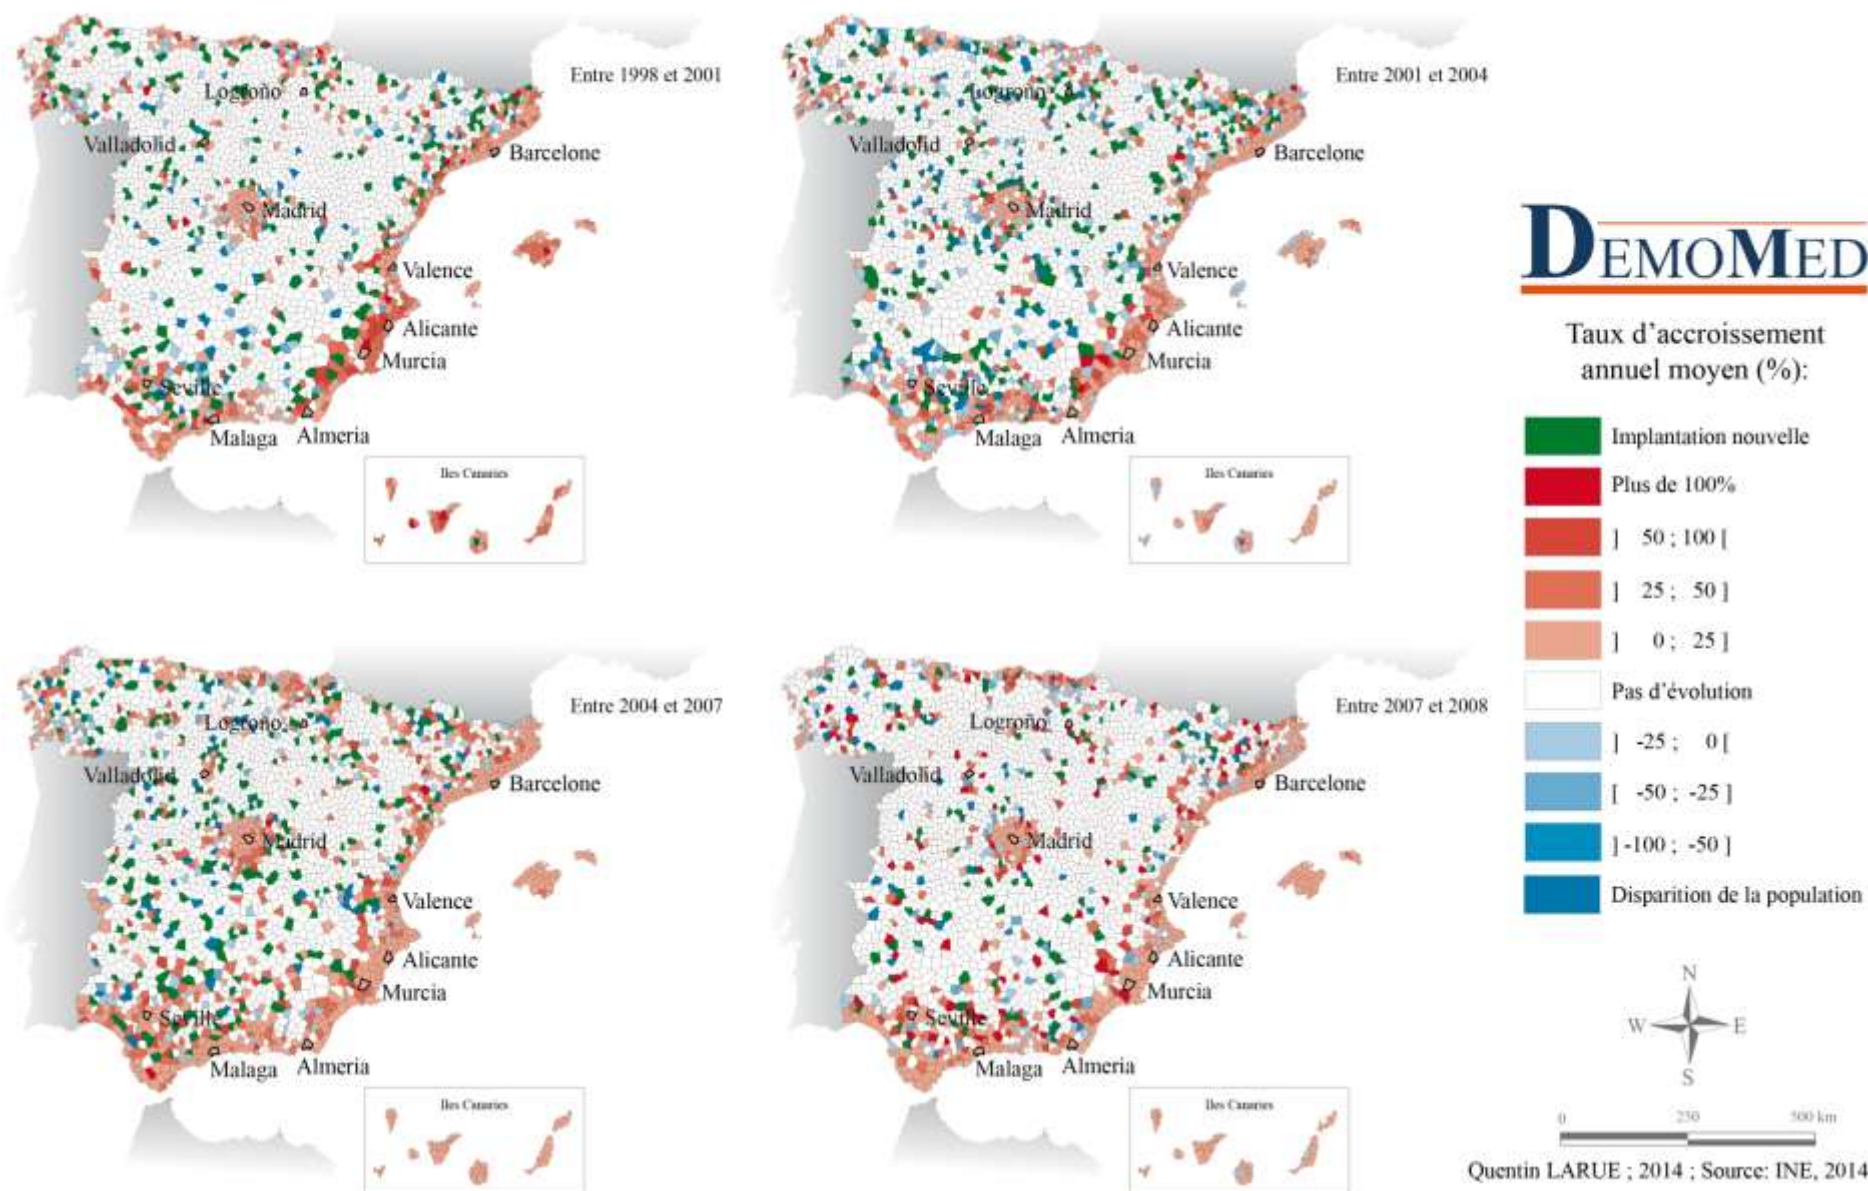 Entre 1998 et 2001
Logroño
Valladolid
Barcelone
Madrid
Valence
Alicante
Murcia
Seville
Malaga
Almeria
Iles Canaries
Entre 2001 et 2004
Logroño
Valladolid
Barcelone
Madrid
Valence
Alicante
Murcia
Seville
Malaga
Almeria
Iles Canaries
Entre 2004 et 2007
Logroño
Valladolid
Barcelone
Madrid
Valence
Alicante
Murcia
Seville
Malaga
Almeria
Iles Canaries
Entre 2007 et 2008
Logroño
Valladolid
Barcelone
Madrid
Valence
Alicante
Murcia
Seville
Malaga
Almeria
Iles Canaries
DEMOMED
Taux d'accroissement
annuel moyen (%):
Implantation nouvelle
Plus de 100%
] 50 ; 100 [
] 25 ; 50 ]
] 0 ; 25 ]
Pas d'évolution
] -25 ; 0 [
[ -50 ; -25 ]
] -100 ; -50 ]
Disparition de la population
N
W E
S
0 250 500 km
Quentin LARUE ; 2014 ; Source: INE, 2014